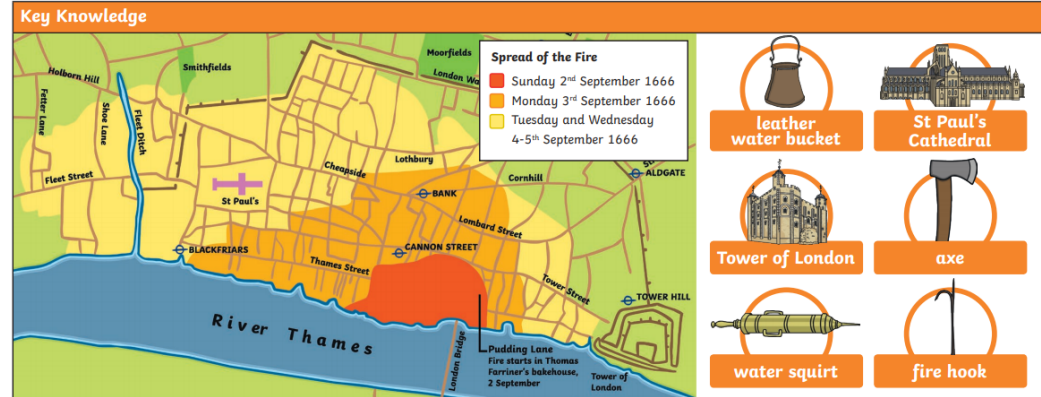 Key Knowledge
Spread of the Fire
Sunday 2nd September 1666
Monday 3rd September 1666
Tuesday and Wednesday
4-5th September 1666
Moorfields
London Wa
Smithfields
Holborn Hill
Fetter Lane
Shoe Lane
Fleet Ditch
Fleet Street
St Paul's
Cheapside
Lothbury
Cornhill
ALDGATE
BANK
Lombard Street
CANNON STREET
BLACKFRIARS
Thames Street
Tower Street
TOWER HILL
River Thames
London Bridge
Pudding Lane
Fire starts in Thomas
Farriner's bakehouse,
2 September
Tower of
London
leather
water bucket
St Paul's
Cathedral
Tower of London
axe
water squirt
fire hook